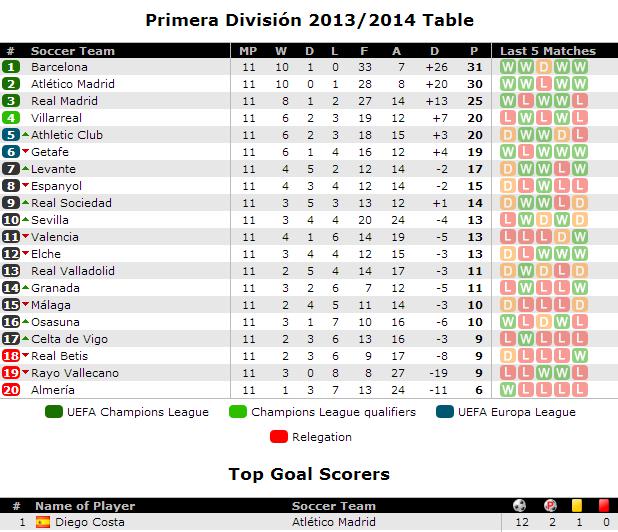 Primera División 2013/2014 Table
# Soccer Team MP W D L F A D P Last 5 Matches
1 Barcelona 11 10 1 0 33 7 +26 31 W W D W W
2 Atlético Madrid 11 10 0 1 28 8 +20 30 W W L W W
3 Real Madrid 11 8 1 2 27 14 +13 25 W L W W L
4 Villarreal 11 6 2 3 19 12 +7 20 L W L W L
5 Athletic Club 11 6 2 3 18 15 +3 20 D W W D L
6 Getafe 11 6 1 4 16 12 +4 19 W L W W W
7 Levante 11 4 5 2 12 14 -2 17 D W L W W
8 Espanyol 11 4 3 4 12 14 -2 15 D L W L L
9 Real Sociedad 11 3 5 3 13 12 +1 14 D W W L D
10 Sevilla 11 3 4 4 20 24 -4 13 L W D W D
11 Valencia 11 4 1 6 14 19 -5 13 L L L D W
12 Elche 11 3 4 4 12 15 -3 13 D L W W W
13 Real Valladolid 11 2 5 4 14 17 -3 11 D W D L D
14 Granada 11 3 2 6 7 12 -5 11 L W L L L
15 Málaga 11 2 4 5 11 14 -3 10 D L L L D
16 Osasuna 11 3 1 7 10 16 -6 10 W L D W L
17 Celta de Vigo 11 2 3 6 13 16 -3 9 L W L L L
18 Real Betis 11 2 3 6 9 17 -8 9 D L L L W
19 Rayo Vallecano 11 3 0 8 8 27 -19 9 L L W W L
20 Almería 11 1 3 7 13 24 -11 6 W L L L L
UEFA Champions League Champions League qualifiers UEFA Europa League
Relegation
Top Goal Scorers
# Name of Player Soccer Team P
1 Diego Costa Atlético Madrid 12 2 1 0